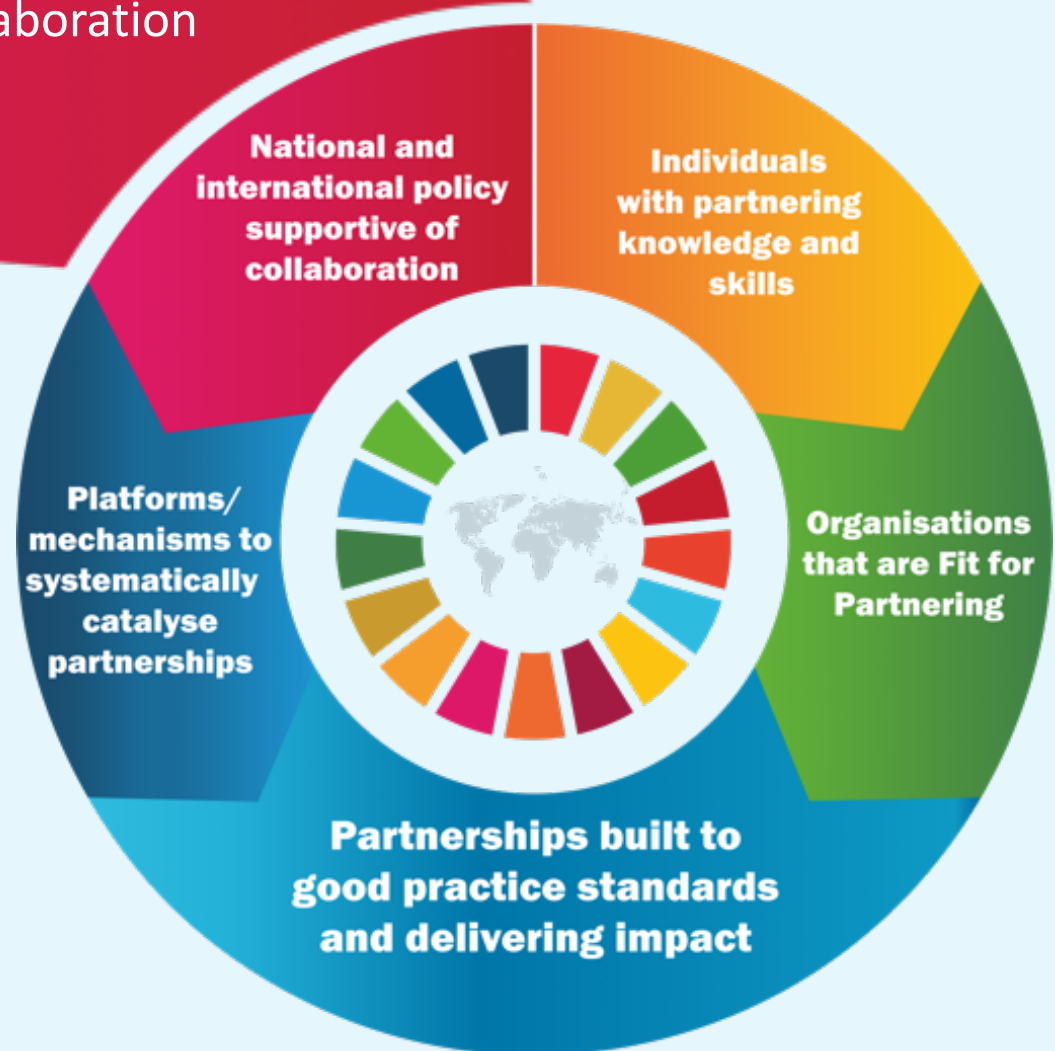 aboration
National and
international policy
supportive of
collaboration
Individuals
with partnering
knowledge and
skills
Platforms/
mechanisms to
systematically
catalyse
partnerships
Organisations
that are Fit for
Partnering
Partnerships built to
good practice standards
and delivering impact